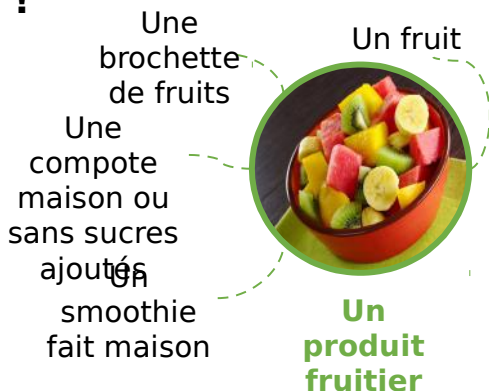 !
Une
brochette
de fruits
Un fruit
Une
compote
maison ou
sans sucres
ajoutés
Un
smoothie
fait maison
Un
produit
fruitier